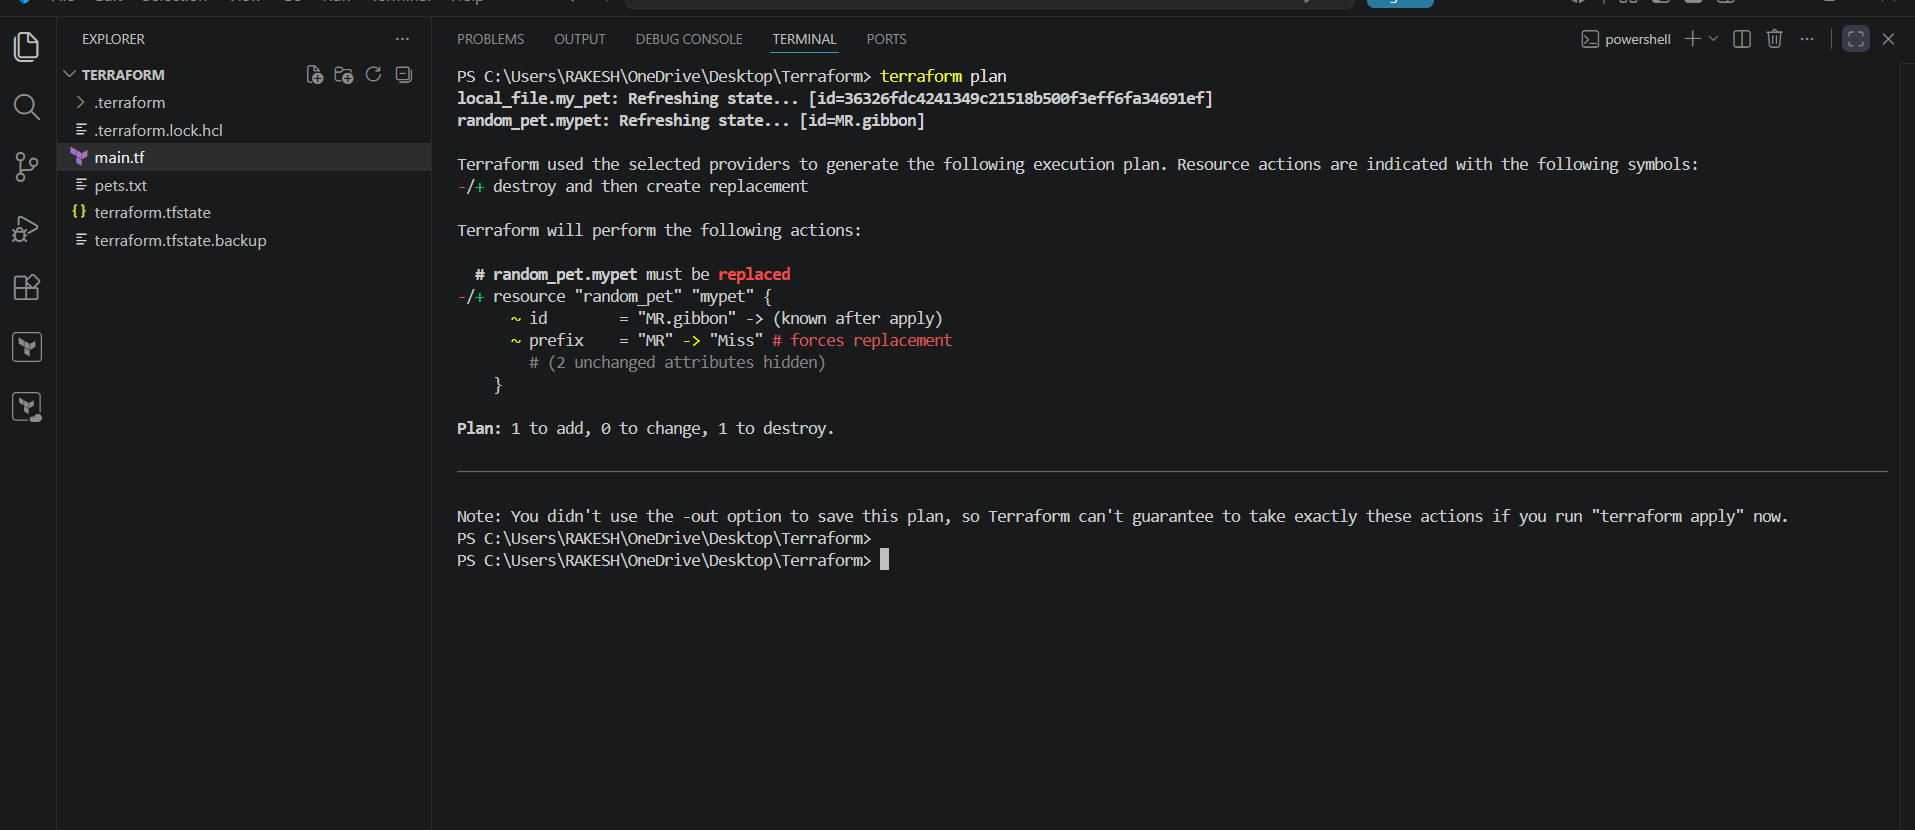 EXPLORER
TERRAFORM
.terraform
.terraform.lock.hcl
main.tf
pets.txt
terraform.tfstate
terraform.tfstate.backup
PROBLEMS OUTPUT DEBUG CONSOLE TERMINAL PORTS
powershell
PS C:\Users\RAKESH\OneDrive\Desktop\Terraform> terraform plan
local_file.my_pet: Refreshing state... [id=36326fdc4241349c21518b500f3eff6fa34691ef]
random_pet.mypet: Refreshing state... [id=MR.gibbon]
Terraform used the selected providers to generate the following execution plan. Resource actions are indicated with the following symbols:
-/+ destroy and then create replacement
Terraform will perform the following actions:
# random_pet.mypet must be replaced
-/+ resource "random_pet" "mypet" {
~ id = "MR.gibbon" -> (known after apply)
~ prefix = "MR" -> "Miss" # forces replacement
# (2 unchanged attributes hidden)
}
Plan: 1 to add, 0 to change, 1 to destroy.
Note: You didn't use the -out option to save this plan, so Terraform can't guarantee to take exactly these actions if you run "terraform apply" now.
PS C:\Users\RAKESH\OneDrive\Desktop\Terraform>
PS C:\Users\RAKESH\OneDrive\Desktop\Terraform>